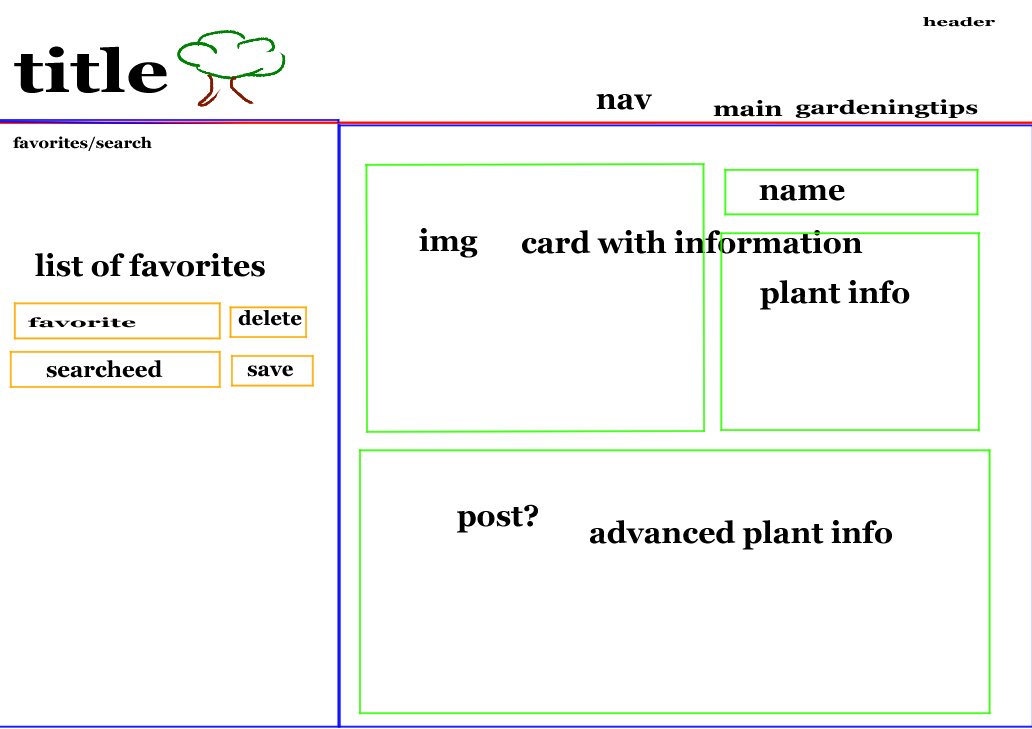 header
title
nav main gardeningtips
favorites/search
list of favorites
favorite delete
searcheed save
img card with information
name
plant info
post? advanced plant info